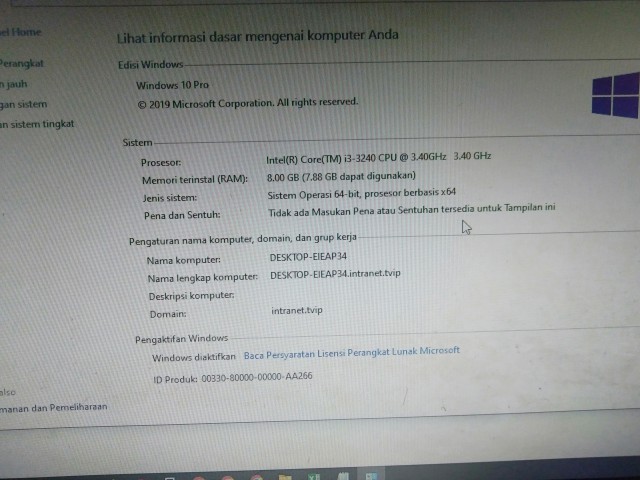 el Home
Lihat informasi dasar mengenai komputer Anda
Perangkat
Edisi Windows
n jauh
Windows 10 Pro
gan sistem
© 2019 Microsoft Corporation. All rights reserved.
an sistem tingkat
Sistem
Prosesor: Intel(R) Core(TM) i3-3240 CPU @ 3.40GHz 3.40 GHz
Memori terinstal (RAM): 8.00 GB (7.88 GB dapat digunakan)
Jenis sistem: Sistem Operasi 64-bit, prosesor berbasis x64
Pena dan Sentuh: Tidak ada Masukan Pena atau Sentuhan tersedia untuk Tampilan ini
Pengaturan nama komputer, domain, dan grup kerja
Nama komputer: DESKTOP-EIEAP34
Nama lengkap komputer: DESKTOP-EIEAP34.intranet.tvip
Deskripsi komputer:
Domain: intranet.tvip
Pengaktifan Windows
Windows diaktifkan Baca Persyaratan Lisensi Perangkat Lunak Microsoft
ID Produk: 00330-80000-00000-AA266
also
manan dan Pemeliharaan